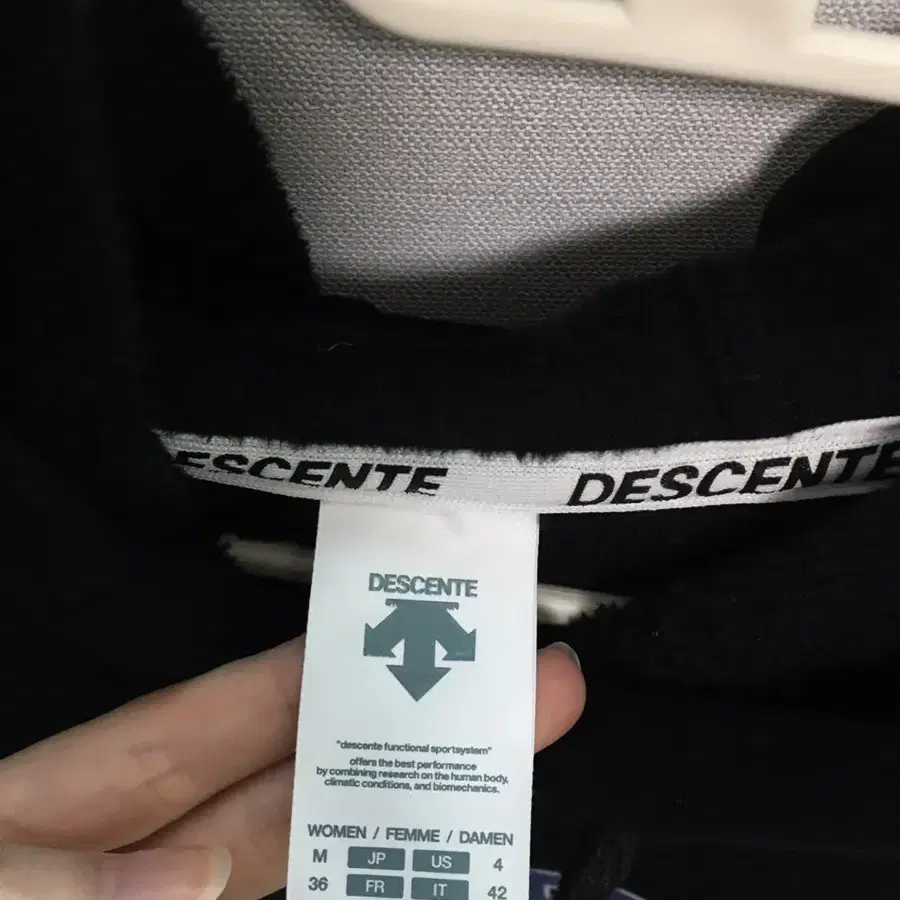 ESCENTE DESCENTE
DESCENTE
"descente functional sportsystem"
offers the best performance
by combining research on the human body,
climatic conditions, and biomechanics.
WOMEN / FEMME / DAMEN
M JP US 4
36 FR IT 42